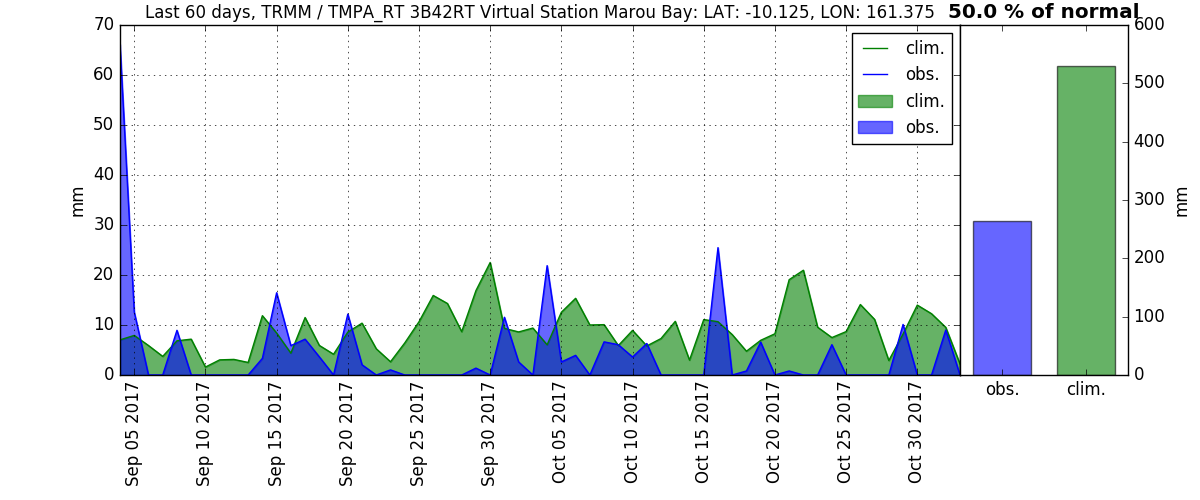 Last 60 days, TRMM / TMPA_RT 3B42RT Virtual Station Marou Bay: LAT: -10.125, LON: 161.375
50.0 % of normal
70
60
50
40
30
20
10
0
mm
clim.
obs.
clim.
obs.
Sep 05 2017
Sep 10 2017
Sep 15 2017
Sep 20 2017
Sep 25 2017
Sep 30 2017
Oct 05 2017
Oct 10 2017
Oct 15 2017
Oct 20 2017
Oct 25 2017
Oct 30 2017
600
500
400
300
200
100
0
mm
obs.
clim.